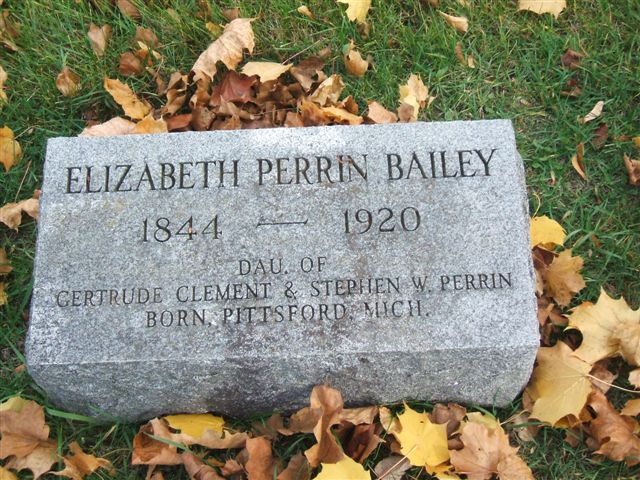 ELIZABETH PERRIN BAILEY
1844 — 1920
DAU. OF
GERTRUDE CLEMENT & STEPHEN W. PERRIN
BORN, PITTSFORD, MICH.